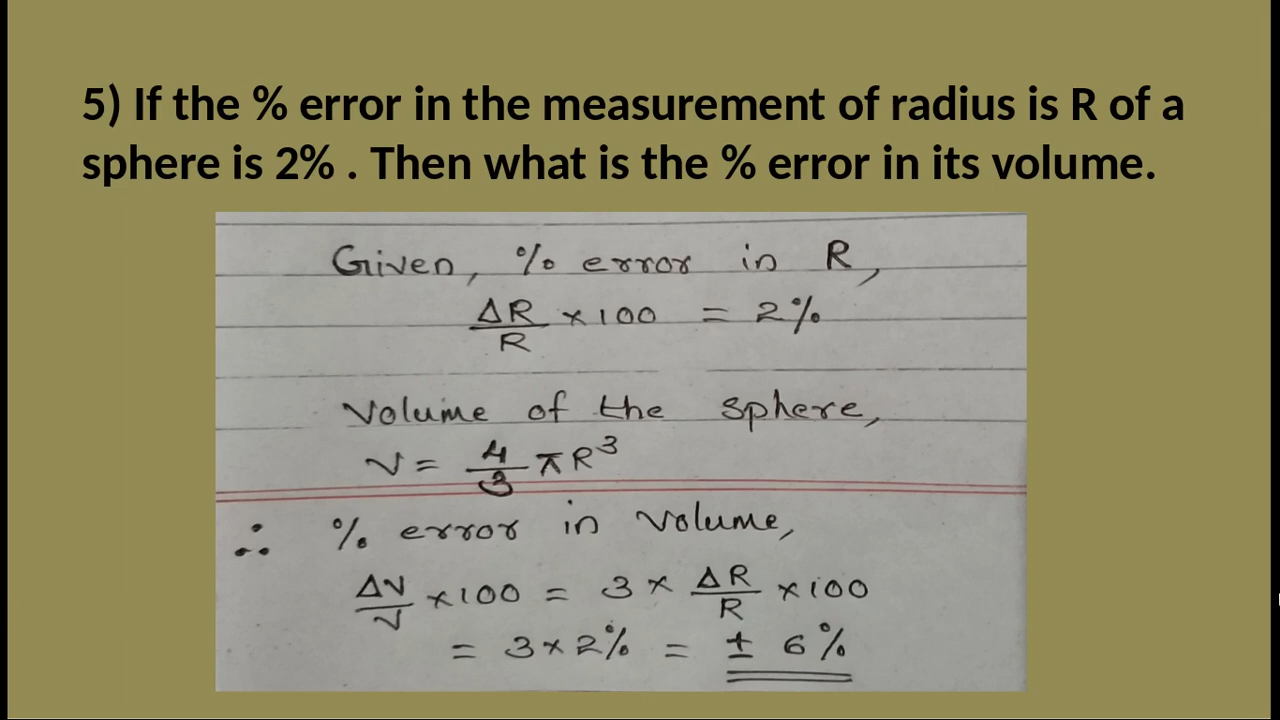 5) If the % error in the measurement of radius is R of a
sphere is 2% . Then what is the % error in its volume.
Given, % error in R,
ΔR/R × 100 = 2%
Volume of the sphere,
V = 4/3 πR³
∴ % error in volume,
ΔV/V × 100 = 3 × ΔR/R × 100
= 3 × 2% = ± 6%